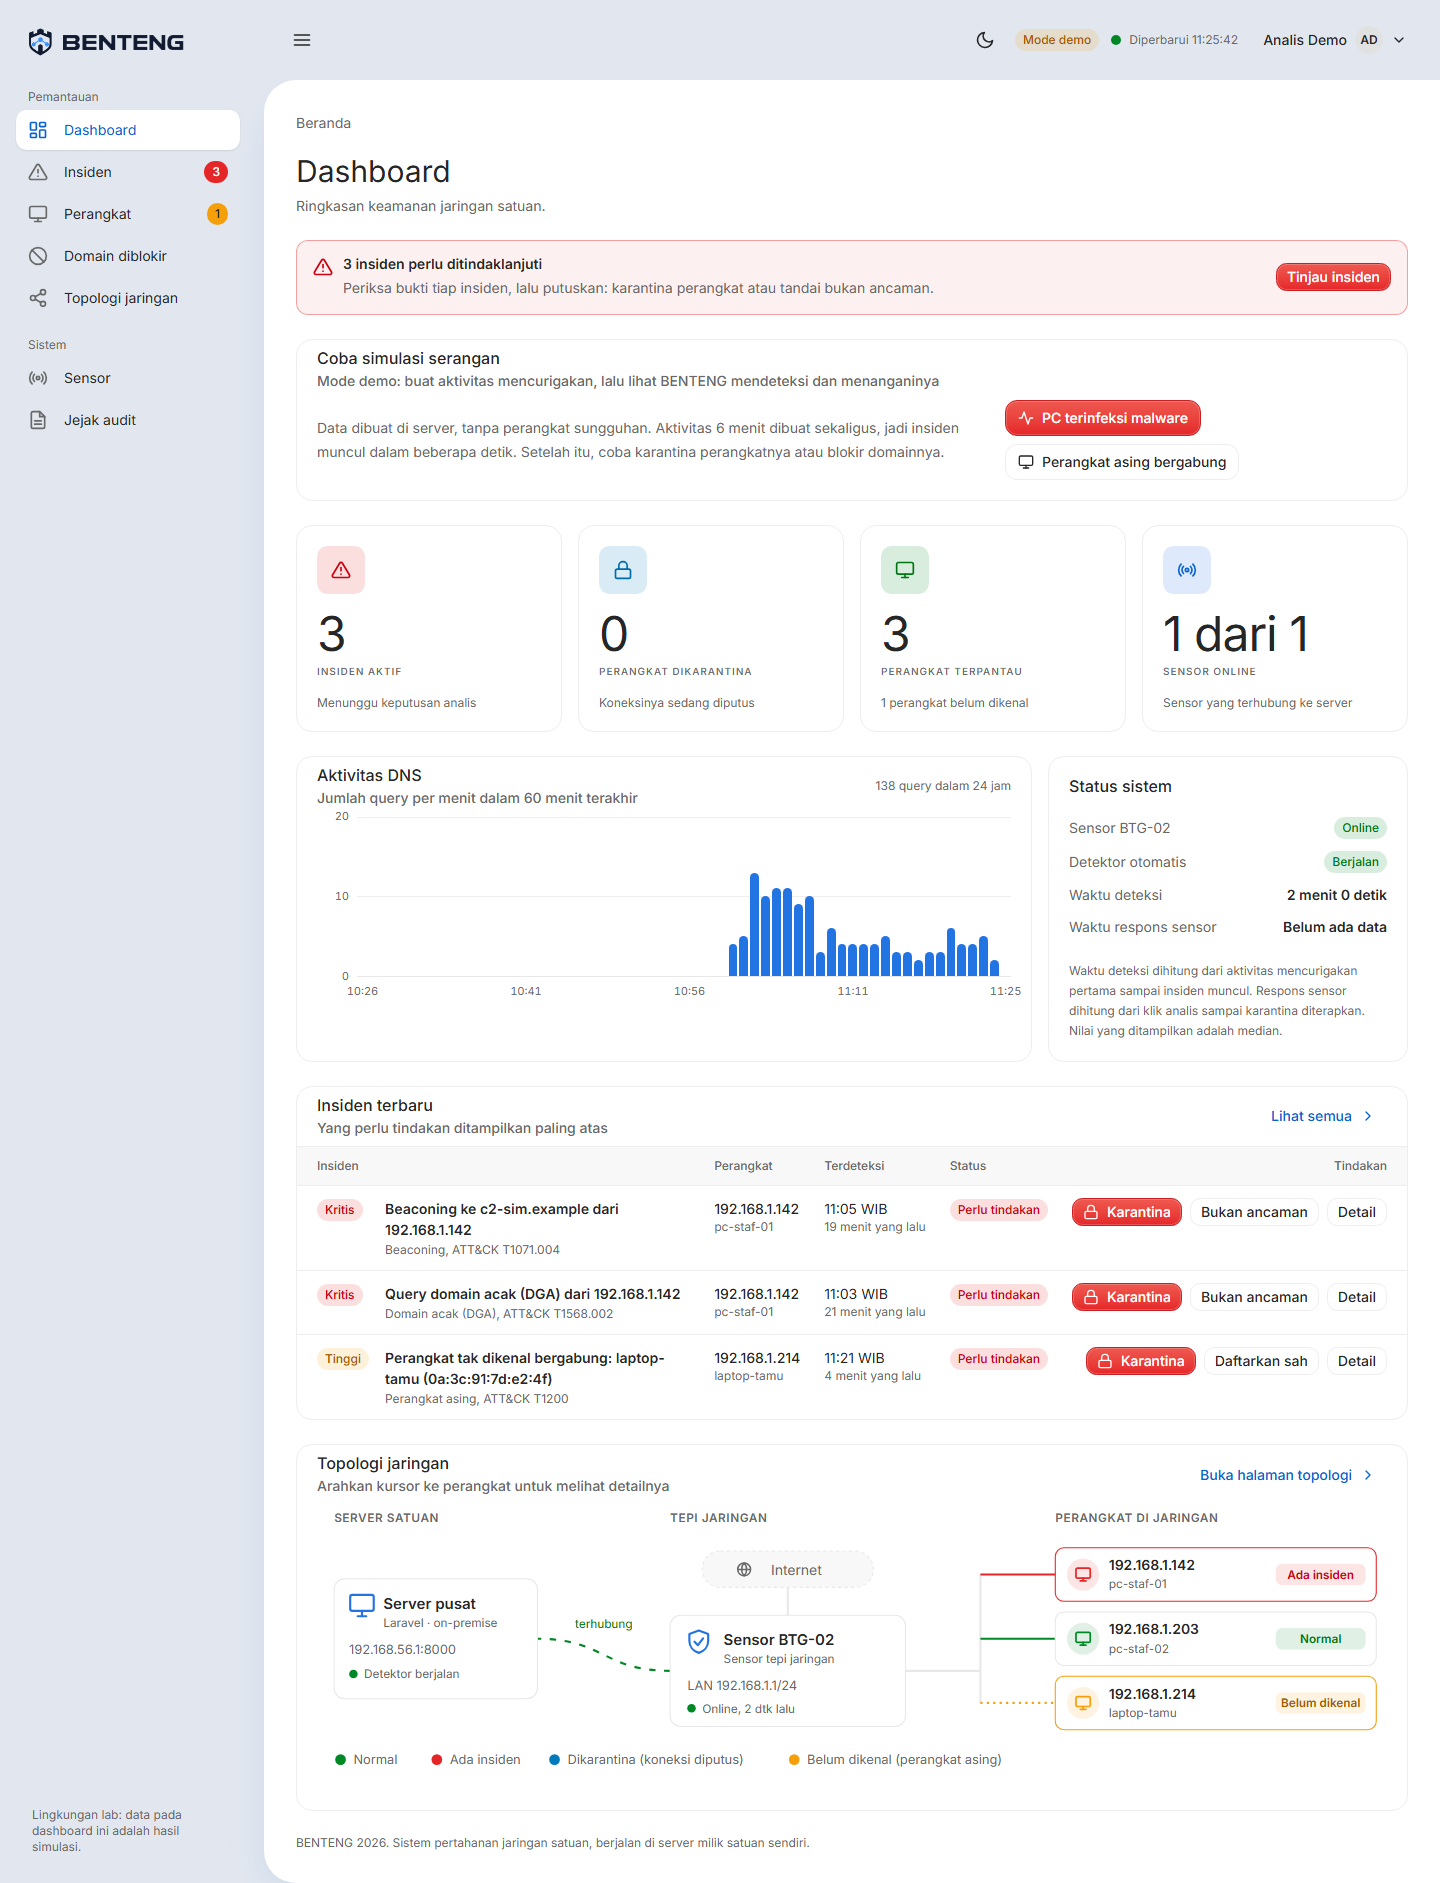 BENTENG
Mode demo
Diperbarui 11:25:42
Analis Demo
AD
Pemantauan
Dashboard
Insiden
3
Perangkat
1
Domain diblokir
Topologi jaringan
Sistem
Sensor
Jejak audit
Lingkungan lab: data pada
dashboard ini adalah hasil
simulasi.
Beranda
Dashboard
Ringkasan keamanan jaringan satuan.
3 insiden perlu ditindaklanjuti
Periksa bukti tiap insiden, lalu putuskan: karantina perangkat atau tandai bukan ancaman.
Tinjau insiden
Coba simulasi serangan
Mode demo: buat aktivitas mencurigakan, lalu lihat BENTENG mendeteksi dan menanganinya
Data dibuat di server, tanpa perangkat sungguhan. Aktivitas 6 menit dibuat sekaligus, jadi insiden
muncul dalam beberapa detik. Setelah itu, coba karantina perangkatnya atau blokir domainnya.
PC terinfeksi malware
Perangkat asing bergabung
3
INSIDEN AKTIF
Menunggu keputusan analis
0
PERANGKAT DIKARANTINA
Koneksinya sedang diputus
3
PERANGKAT TERPANTAU
1 perangkat belum dikenal
1 dari 1
SENSOR ONLINE
Sensor yang terhubung ke server
Aktivitas DNS
Jumlah query per menit dalam 60 menit terakhir
138 query dalam 24 jam
20
10
0
10:26
10:41
10:56
11:11
11:25
Status sistem
Sensor BTG-02
Online
Detektor otomatis
Berjalan
Waktu deteksi
2 menit 0 detik
Waktu respons sensor
Belum ada data
Waktu deteksi dihitung dari aktivitas mencurigakan
pertama sampai insiden muncul. Respons sensor
dihitung dari klik analis sampai karantina diterapkan.
Nilai yang ditampilkan adalah median.
Insiden terbaru
Yang perlu tindakan ditampilkan paling atas
Lihat semua
Insiden
Perangkat
Terdeteksi
Status
Tindakan
Kritis
Beaconing ke c2-sim.example dari
192.168.1.142
Beaconing, ATT&CK T1071.004
192.168.1.142
pc-staf-01
11:05 WIB
19 menit yang lalu
Perlu tindakan
Karantina
Bukan ancaman
Detail
Kritis
Query domain acak (DGA) dari 192.168.1.142
Domain acak (DGA), ATT&CK T1568.002
192.168.1.142
pc-staf-01
11:03 WIB
21 menit yang lalu
Perlu tindakan
Karantina
Bukan ancaman
Detail
Tinggi
Perangkat tak dikenal bergabung: laptop-
tamu (0a:3c:91:7d:e2:4f)
Perangkat asing, ATT&CK T1200
192.168.1.214
laptop-tamu
11:21 WIB
4 menit yang lalu
Perlu tindakan
Karantina
Daftarkan sah
Detail
Topologi jaringan
Arahkan kursor ke perangkat untuk melihat detailnya
Buka halaman topologi
SERVER SATUAN
TEPI JARINGAN
PERANGKAT DI JARINGAN
Server pusat
Laravel · on-premise
192.168.56.1:8000
Detektor berjalan
terhubung
Internet
Sensor BTG-02
Sensor tepi jaringan
LAN 192.168.1.1/24
Online, 2 dtk lalu
192.168.1.142
pc-staf-01
Ada insiden
192.168.1.203
pc-staf-02
Normal
192.168.1.214
laptop-tamu
Belum dikenal
Normal
Ada insiden
Dikarantina (koneksi diputus)
Belum dikenal (perangkat asing)
BENTENG 2026. Sistem pertahanan jaringan satuan, berjalan di server milik satuan sendiri.